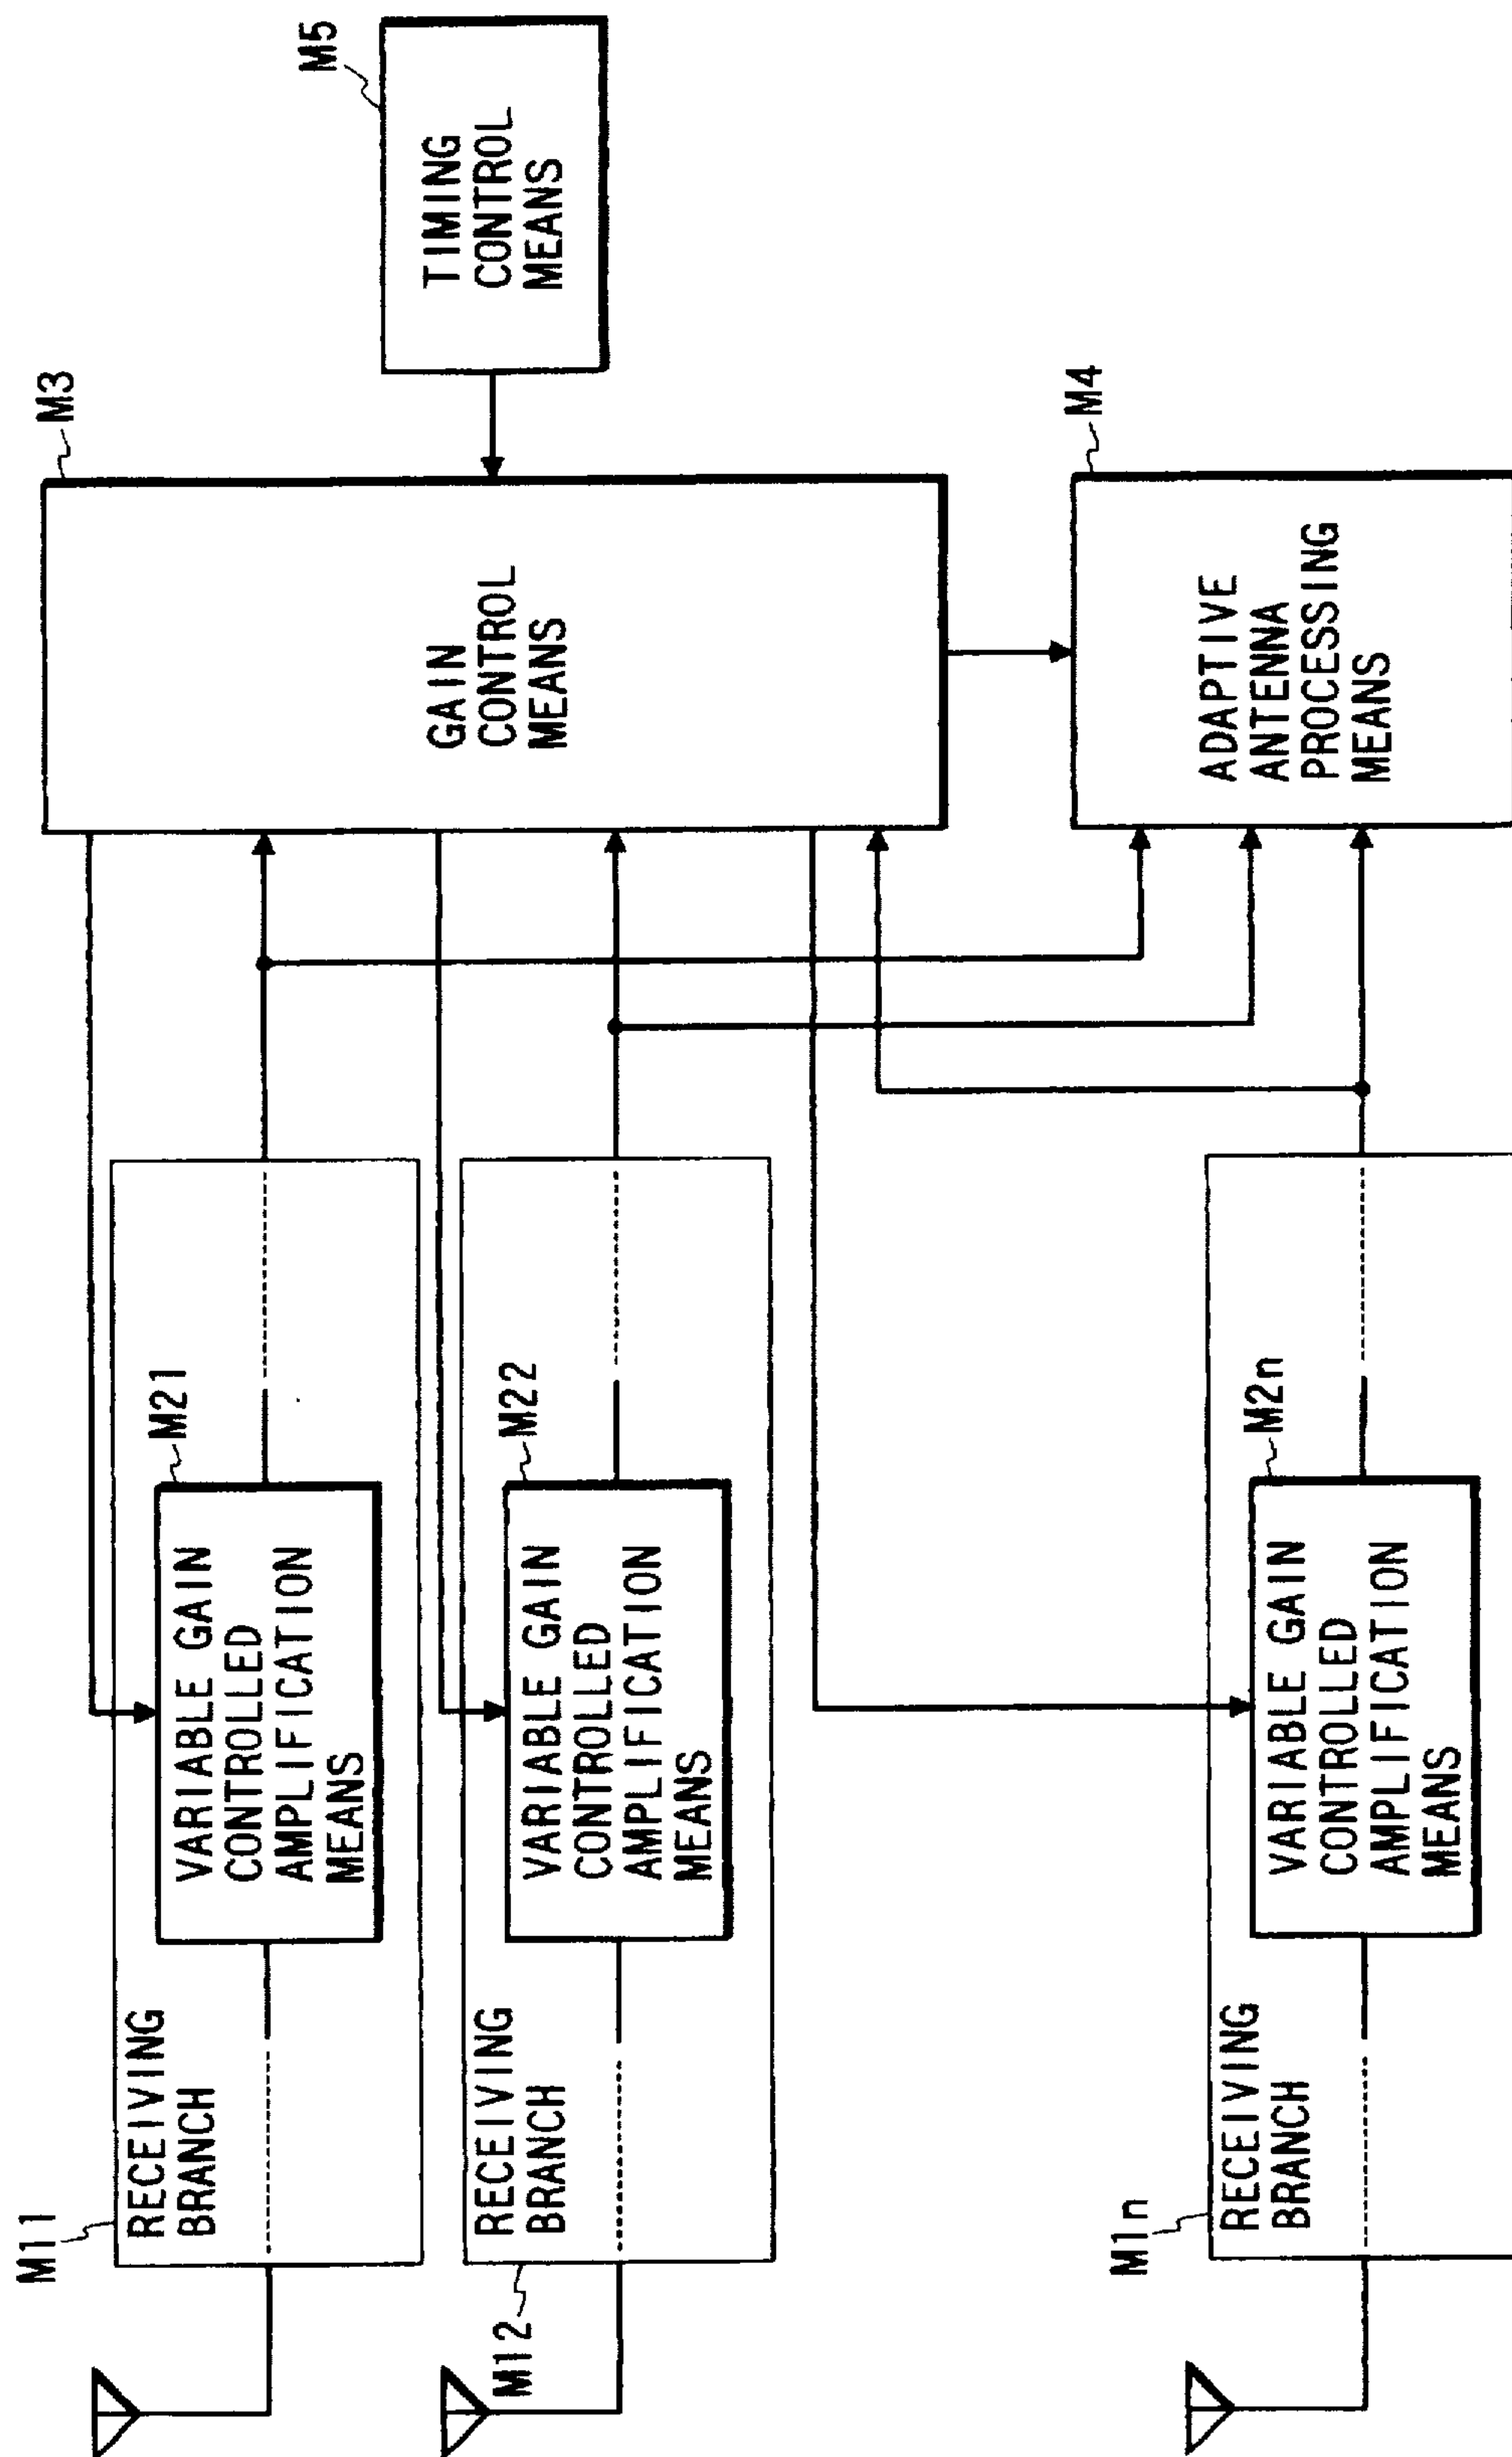 M11
RECEIVING
BRANCH
M21
VARIABLE GAIN
CONTROLLED
AMPLIFICATION
MEANS
M12
RECEIVING
BRANCH
M22
VARIABLE GAIN
CONTROLLED
AMPLIFICATION
MEANS
M1n
RECEIVING
BRANCH
M2n
VARIABLE GAIN
CONTROLLED
AMPLIFICATION
MEANS
M3
GAIN
CONTROL
MEANS
M4
ADAPTIVE
ANTENNA
PROCESSING
MEANS
M5
TIMING
CONTROL
MEANS